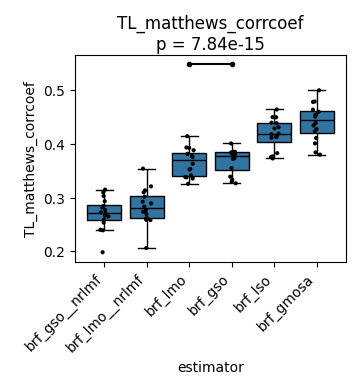 TL_matthews_corrcoef
p = 7.84e-15
TL_matthews_corrcoef
0.5
0.4
0.3
0.2
brf_gso__nrlmf
brf_lmo__nrlmf
brf_lmo
brf_gso
brf_lso
brf_gmosa
estimator